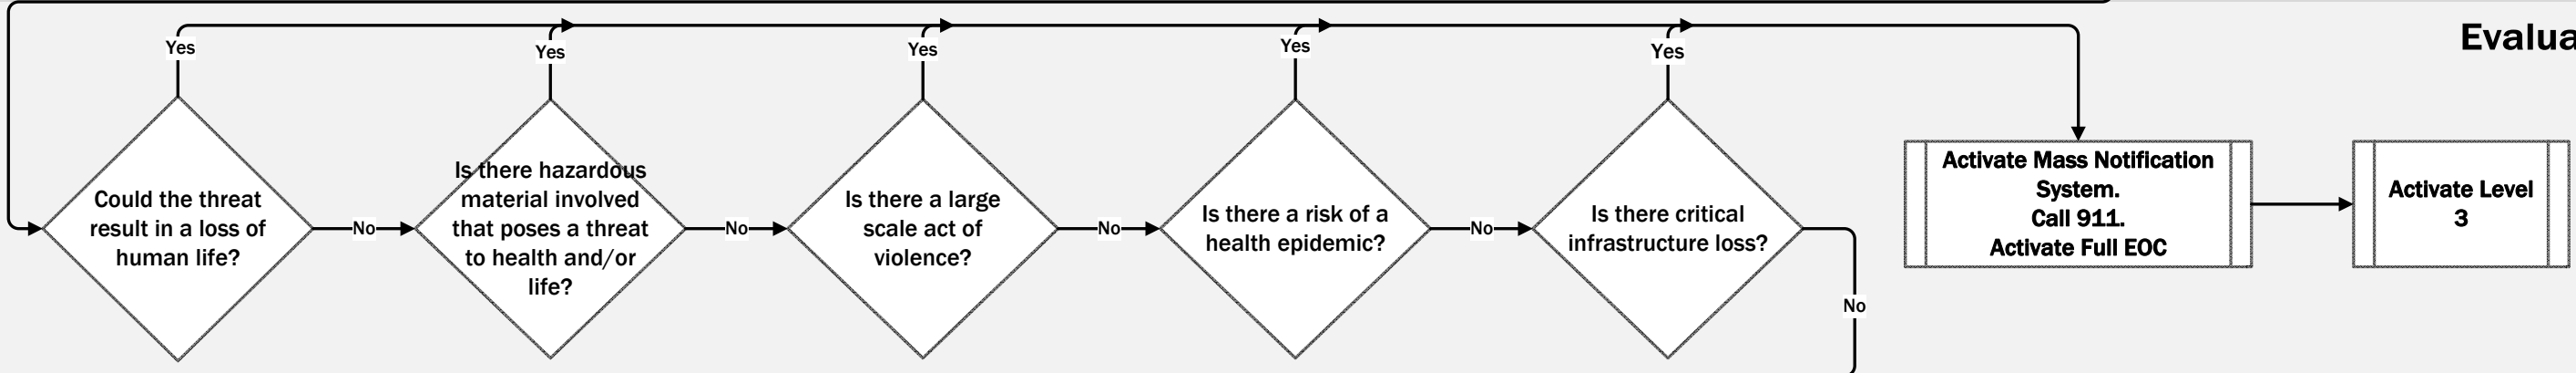 Evalua
Yes
Yes
Yes
Yes
Yes
Could the threat
result in a loss of
human life?
No
Is there hazardous
material involved
that poses a threat
to health and/or
life?
No
Is there a large
scale act of
violence?
No
Is there a risk of a
health epidemic?
No
Is there critical
infrastructure loss?
No
Activate Mass Notification
System.
Call 911.
Activate Full EOC
Activate Level
3